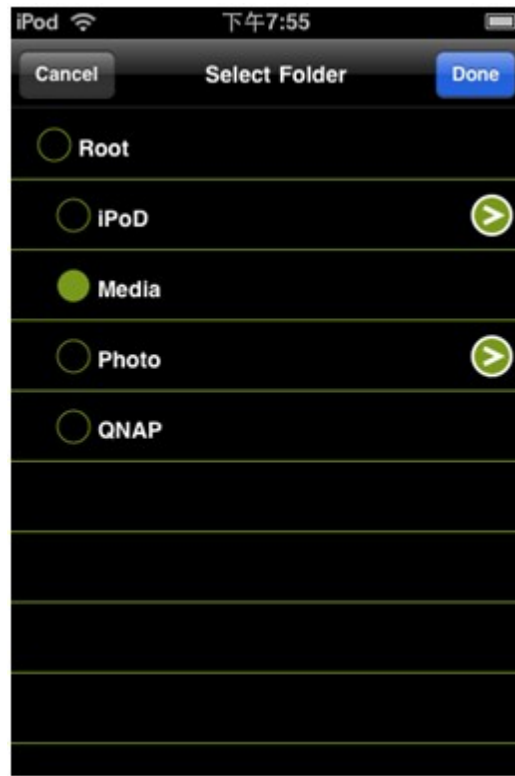 iPod 下午7:55
Cancel Select Folder Done
Root
iPoD
Media
Photo
QNAP